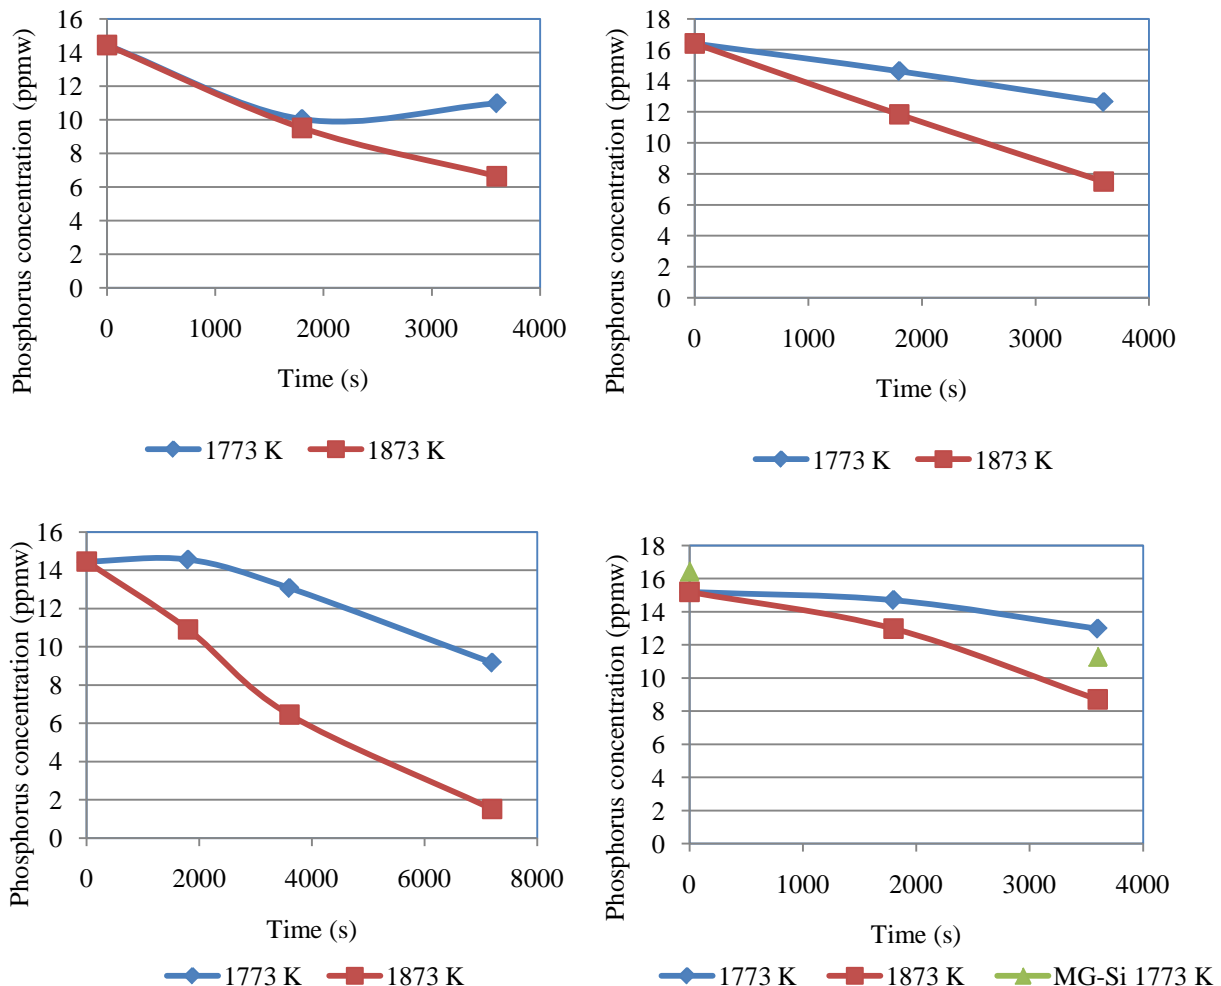 Phosphorus concentration (ppmw)
16
14
12
10
8
6
4
2
0
0 1000 2000 3000 4000
Time (s)
1773 K 1873 K
Phosphorus concentration (ppmw)
18
16
14
12
10
8
6
4
2
0
0 1000 2000 3000 4000
Time (s)
1773 K 1873 K
Phosphorus concentration (ppmw)
16
14
12
10
8
6
4
2
0
0 2000 4000 6000 8000
Time (s)
1773 K 1873 K
Phosphorus concentration (ppmw)
18
16
14
12
10
8
6
4
2
0
0 1000 2000 3000 4000
Time (s)
1773 K 1873 K MG-Si 1773 K